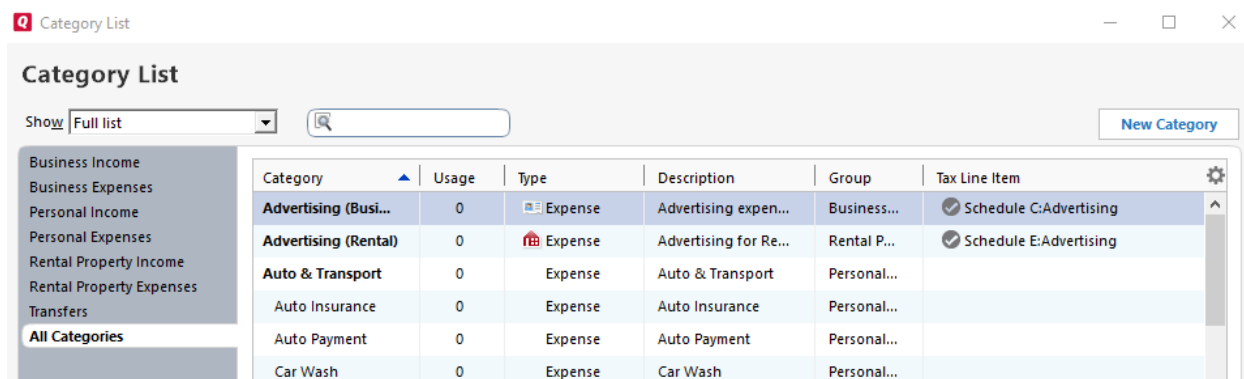 Category List
Category List
Show Full list
New Category
Business Income
Business Expenses
Personal Income
Personal Expenses
Rental Property Income
Rental Property Expenses
Transfers
All Categories
Category Usage Type Description Group Tax Line Item
Advertising (Busi... 0 Expense Advertising expen... Business... Schedule C:Advertising
Advertising (Rental) 0 Expense Advertising for Re... Rental P... Schedule E:Advertising
Auto & Transport 0 Expense Auto & Transport Personal...
Auto Insurance 0 Expense Auto Insurance Personal...
Auto Payment 0 Expense Auto Payment Personal...
Car Wash 0 Expense Car Wash Personal...